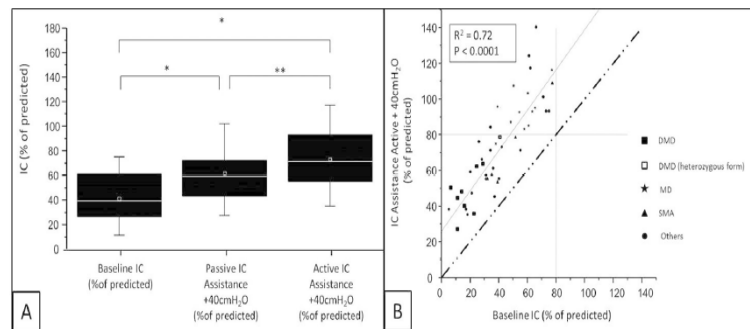 *
*
**
180
160
140
120
100
80
60
40
20
0
IC (% of predicted)
Baseline IC
(%of predicted)
Passive IC
Assistance
+40cmH₂O
(%of predicted)
Active IC
Assistance
+40cmH₂O
(%of predicted)
A
R² = 0.72
P < 0.0001
IC Assistance Active + 40cmH₂O
(% of predicted)
140
120
100
80
60
40
20
0
0 20 40 60 80 100 120 140
Baseline IC (% of predicted)
DMD
DMD (heterozygous form)
MD
SMA
Others
B